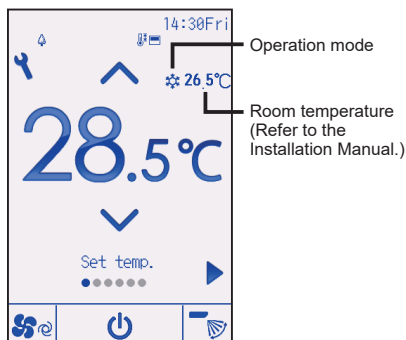 14:30Fri
Operation mode
26.5℃
Room temperature
(Refer to the
Installation Manual.)
28.5℃
Set temp.